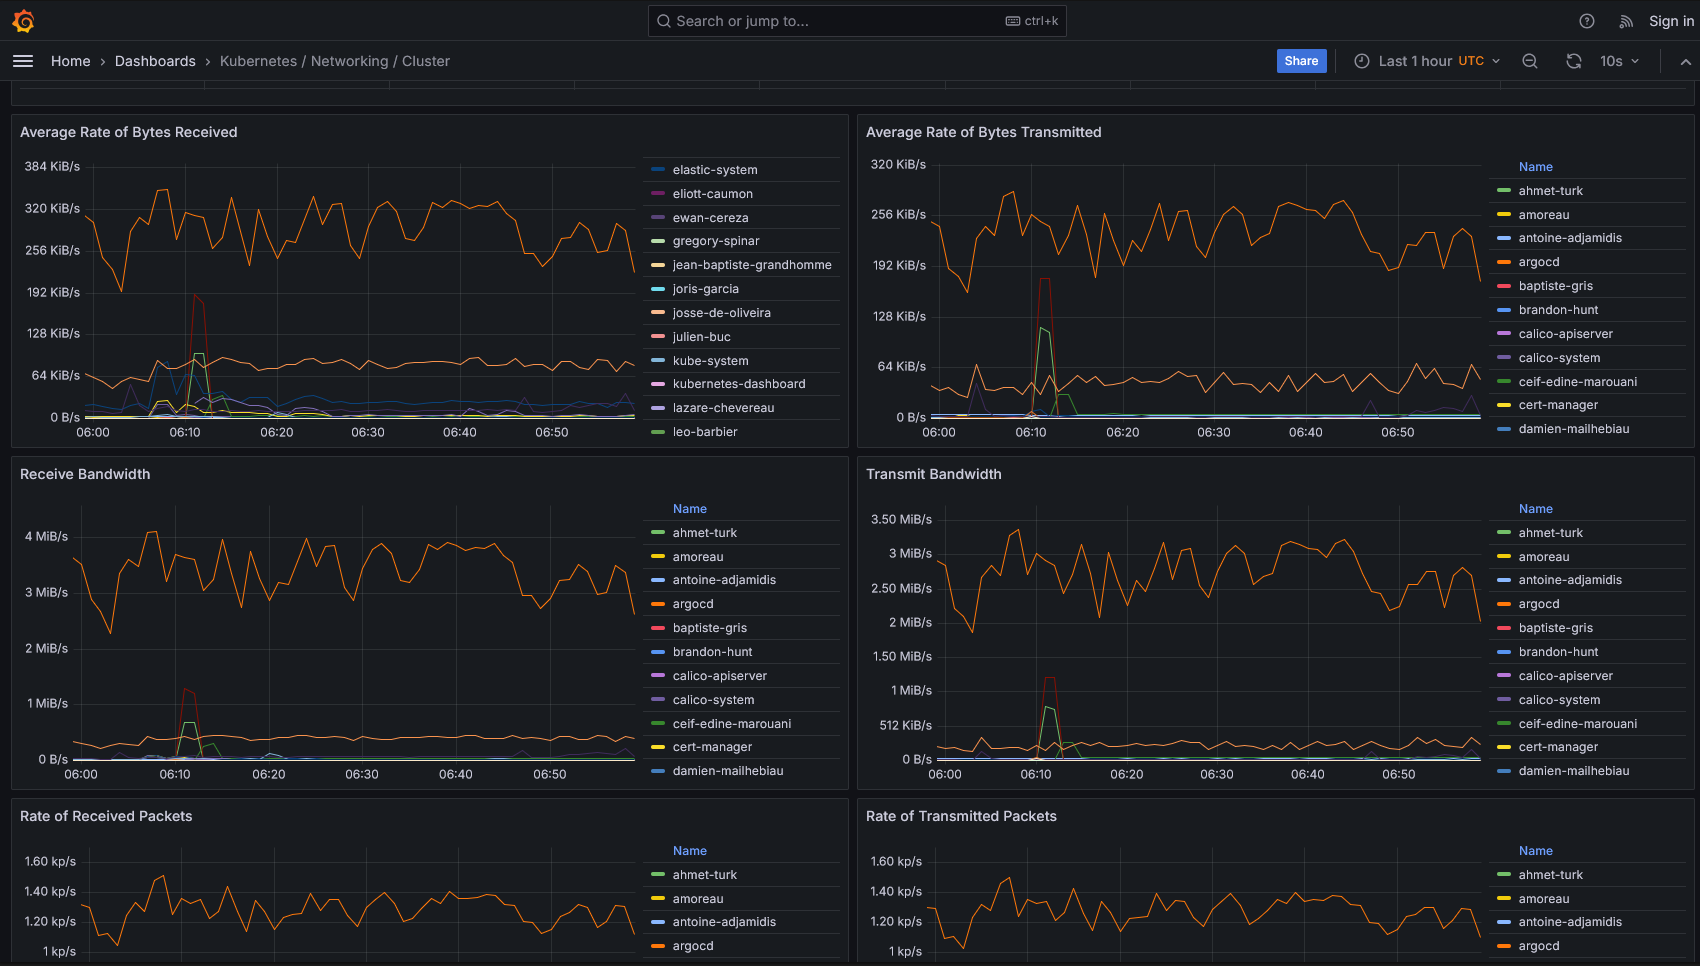 Search or jump to...
ctrl+k
Sign in
Home › Dashboards › Kubernetes / Networking / Cluster
Share
Last 1 hour UTC
10s
Average Rate of Bytes Received
384 KiB/s
320 KiB/s
256 KiB/s
192 KiB/s
128 KiB/s
64 KiB/s
0 B/s
06:00 06:10 06:20 06:30 06:40 06:50
elastic-system
eliott-caumon
ewan-cereza
gregory-spinar
jean-baptiste-grandhomme
joris-garcia
josse-de-oliveira
julien-buc
kube-system
kubernetes-dashboard
lazare-chevereau
leo-barbier
Average Rate of Bytes Transmitted
320 KiB/s
256 KiB/s
192 KiB/s
128 KiB/s
64 KiB/s
0 B/s
06:00 06:10 06:20 06:30 06:40 06:50
Name
ahmet-turk
amoreau
antoine-adjamidis
argocd
baptiste-gris
brandon-hunt
calico-apiserver
calico-system
ceif-edine-marouani
cert-manager
damien-mailhebiau
Receive Bandwidth
4 MiB/s
3 MiB/s
2 MiB/s
1 MiB/s
0 B/s
06:00 06:10 06:20 06:30 06:40 06:50
Name
ahmet-turk
amoreau
antoine-adjamidis
argocd
baptiste-gris
brandon-hunt
calico-apiserver
calico-system
ceif-edine-marouani
cert-manager
damien-mailhebiau
Transmit Bandwidth
3.50 MiB/s
3 MiB/s
2.50 MiB/s
2 MiB/s
1.50 MiB/s
1 MiB/s
512 KiB/s
0 B/s
06:00 06:10 06:20 06:30 06:40 06:50
Name
ahmet-turk
amoreau
antoine-adjamidis
argocd
baptiste-gris
brandon-hunt
calico-apiserver
calico-system
ceif-edine-marouani
cert-manager
damien-mailhebiau
Rate of Received Packets
1.60 kp/s
1.40 kp/s
1.20 kp/s
1 kp/s
Name
ahmet-turk
amoreau
antoine-adjamidis
argocd
Rate of Transmitted Packets
1.60 kp/s
1.40 kp/s
1.20 kp/s
1 kp/s
Name
ahmet-turk
amoreau
antoine-adjamidis
argocd